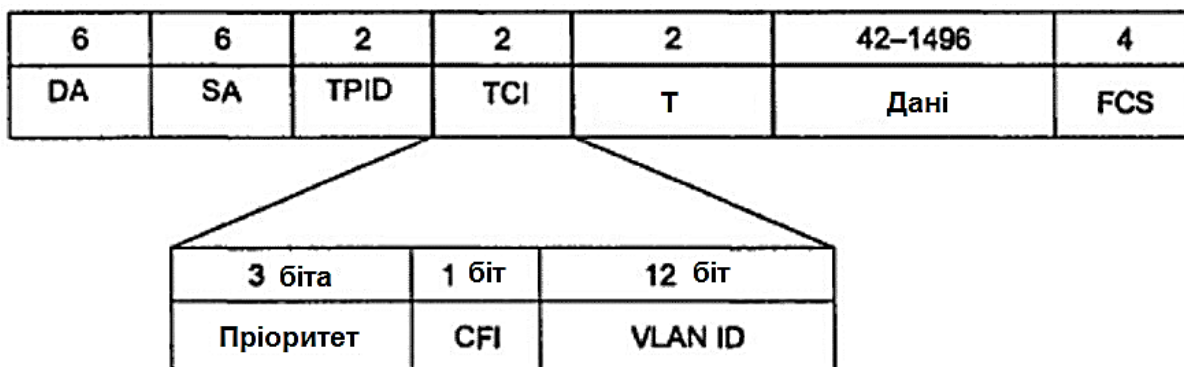 6 6 2 2 2 42–1496 4
DA SA TPID TCI T Дані FCS
3 біта 1 біт 12 біт
Пріоритет CFI VLAN ID